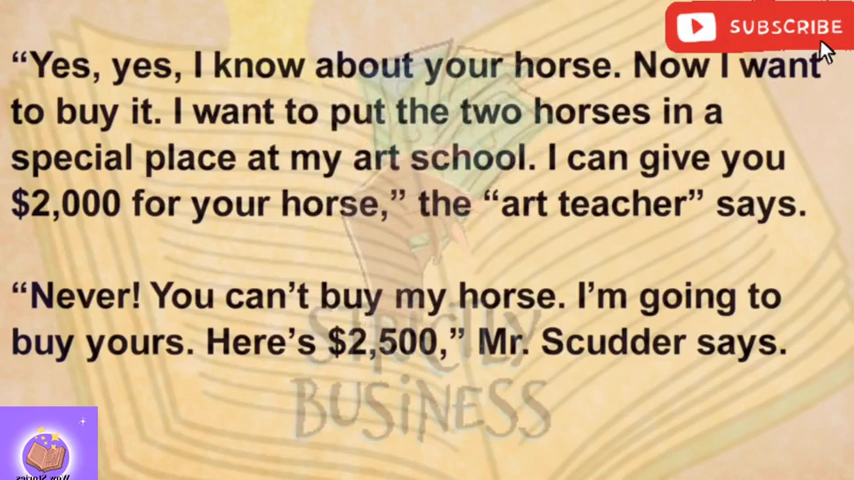 SUBSCRIBE
“Yes, yes, I know about your horse. Now I want
to buy it. I want to put the two horses in a
special place at my art school. I can give you
$2,000 for your horse,” the “art teacher” says.
“Never! You can’t buy my horse. I’m going to
buy yours. Here’s $2,500,” Mr. Scudder says.
STRICTLY
BUSINESS